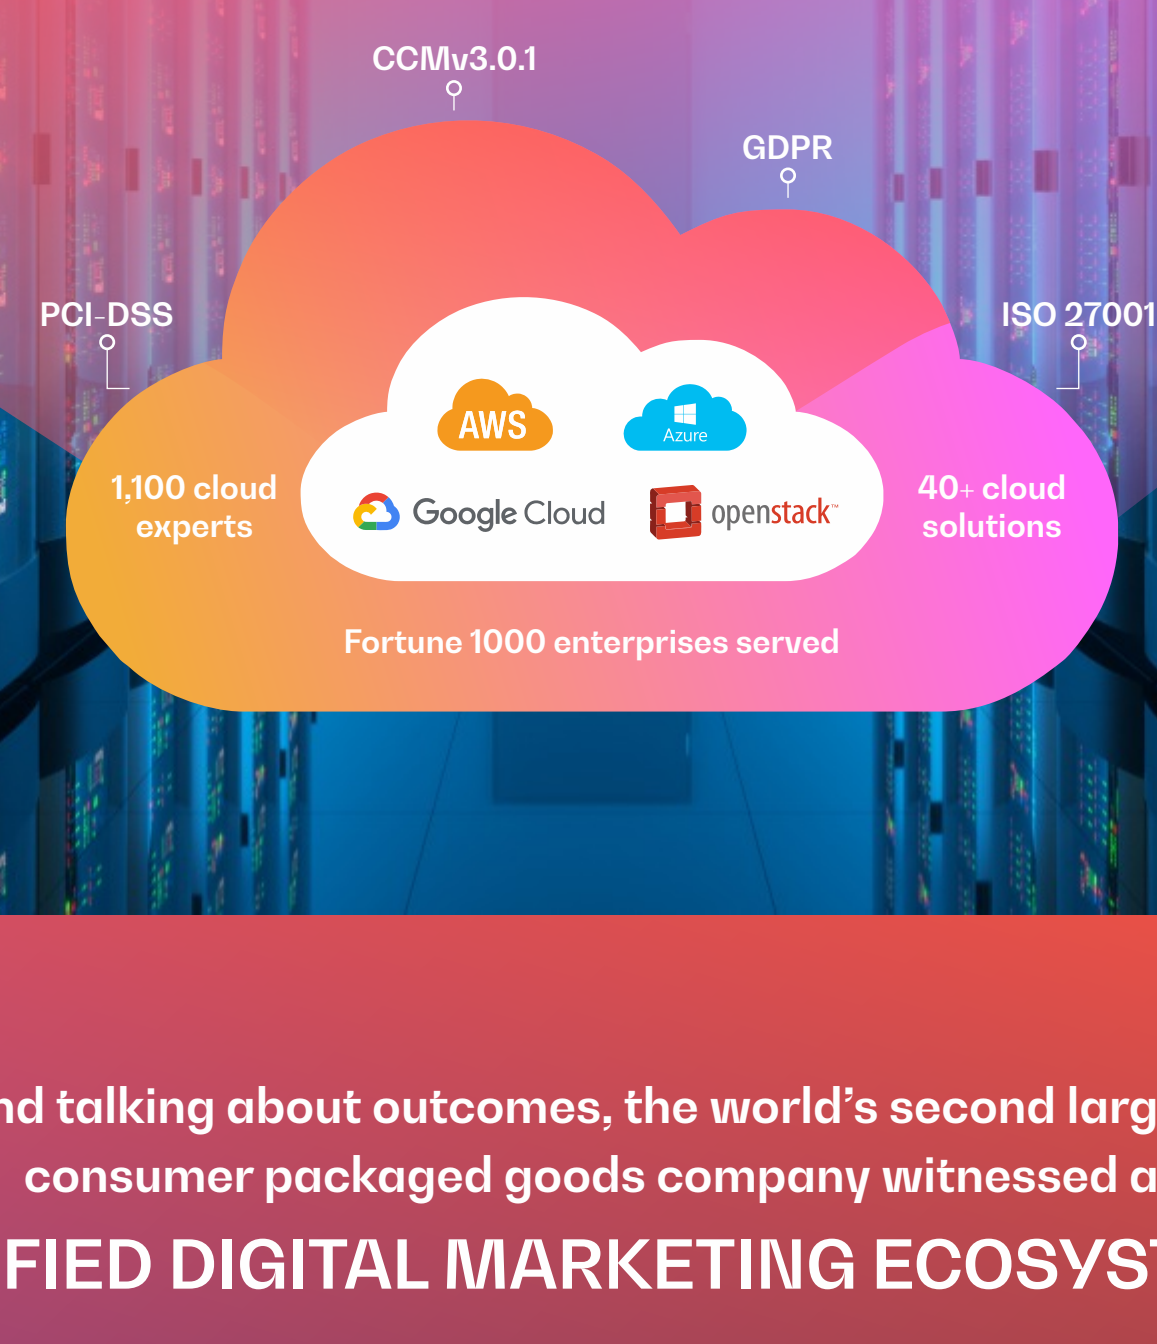 CCMv3.0.1
GDPR
PCI-DSS
ISO 27001
AWS
Azure
1,100 cloud
experts
Google Cloud
openstack™
40+ cloud
solutions
Fortune 1000 enterprises served
nd talking about outcomes, the world's second larg
consumer packaged goods company witnessed a
FIED DIGITAL MARKETING ECOSYST